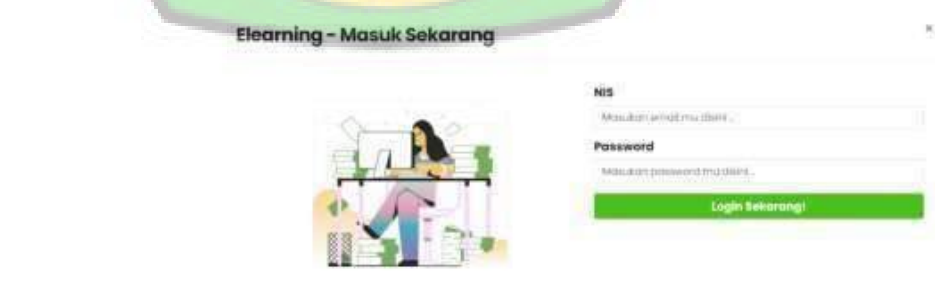 Elearning - Masuk Sekarang
NIS
Masukan email mu disini...
Password
Masukan password mu disini...
Login Sekarang!